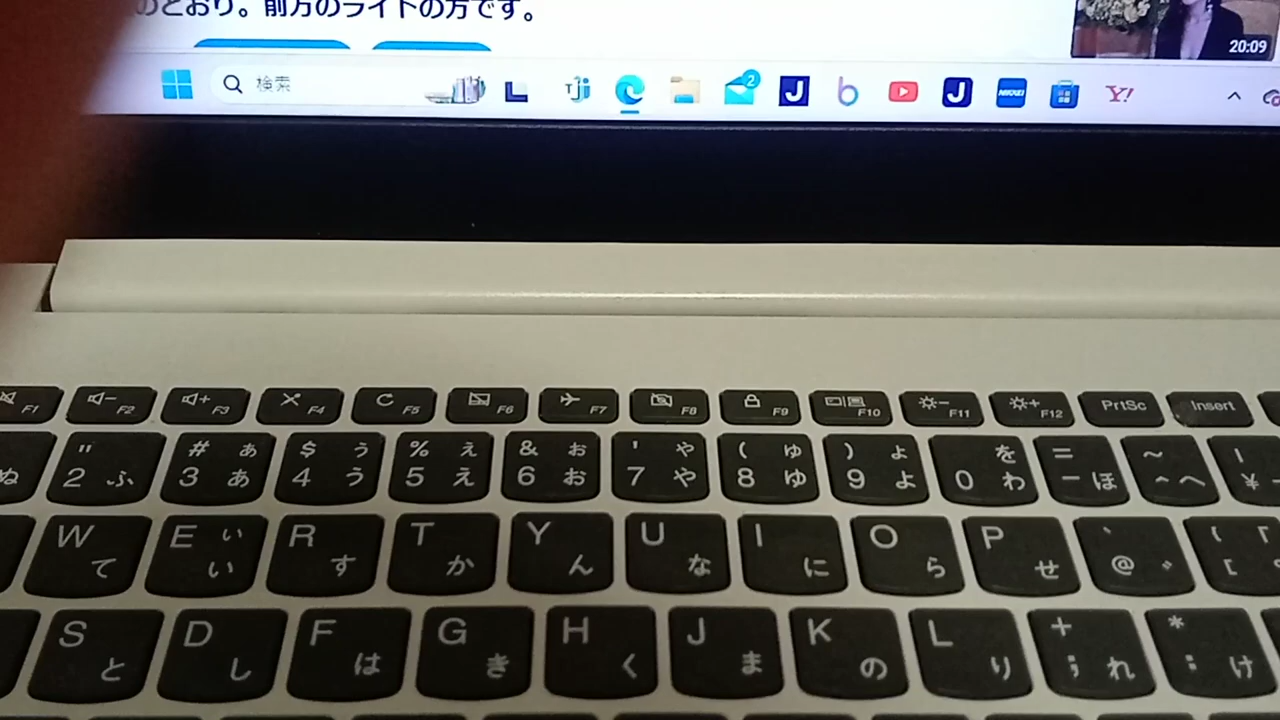 のとおり。前方のライトの方です。
20:09
検索 2 J J NIKKEI Y!
F1 F2 F3 F4 F5 F6 F7 F8 F9 F10 F11 F12 PrtSc Insert
ぬ " 2 ふ # ぁ 3 あ $ ぅ 4 う % ぇ 5 え & ぉ 6 お ' ゃ 7 や ( ゅ 8 ゆ ) ょ 9 よ を 0 わ = - ほ ~ ^ へ | ¥ -
W て E ぃ い R す T か Y ん U な I に O ら P せ ` @ ゛ { 「 [ ゜
S と D し F は G き H く J ま K の L り + ; れ * : け